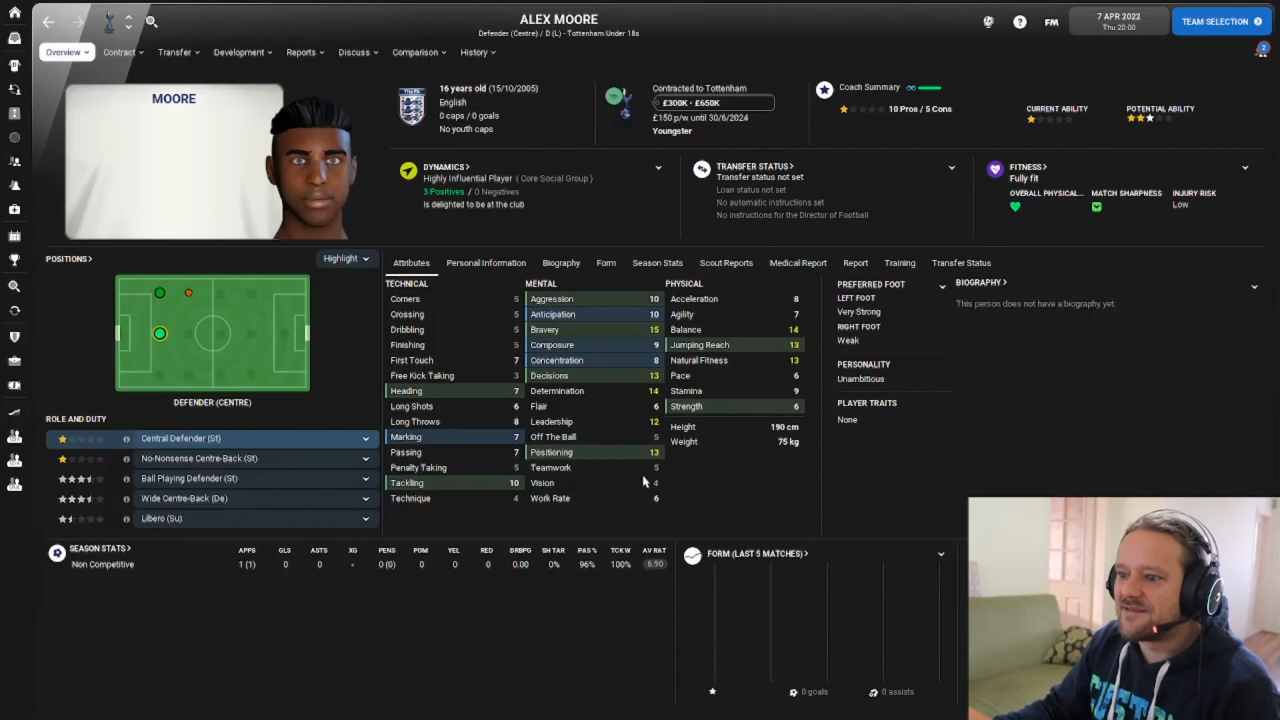 ALEX MOORE
Defender (Centre) / D (L) - Tottenham Under 18s
FM
7 APR 2022
Thu 20:00
TEAM SELECTION
2
Overview
Contract
Transfer
Development
Reports
Discuss
Comparison
History
MOORE
16 years old (15/10/2005)
English
0 caps / 0 goals
No youth caps
Contracted to Tottenham
£300K - £650K
£150 p/w until 30/6/2024
Youngster
Coach Summary
10 Pros / 5 Cons
CURRENT ABILITY
POTENTIAL ABILITY
DYNAMICS>
Highly Influential Player ( Core Social Group )
3 Positives / 0 Negatives
is delighted to be at the club
TRANSFER STATUS>
Transfer status not set
Loan status not set
No automatic instructions set
No instructions for the Director of Football
FITNESS>
Fully fit
OVERALL PHYSICAL...
MATCH SHARPNESS
INJURY RISK
Low
POSITIONS>
Highlight
DEFENDER (CENTRE)
ROLE AND DUTY
Central Defender (St)
No-Nonsense Centre-Back (St)
Ball Playing Defender (St)
Wide Centre-Back (De)
Libero (Su)
Attributes
Personal Information
Biography
Form
Season Stats
Scout Reports
Medical Report
Report
Training
Transfer Status
TECHNICAL
Corners 5
Crossing 5
Dribbling 5
Finishing 5
First Touch 7
Free Kick Taking 3
Heading 7
Long Shots 6
Long Throws 8
Marking 7
Passing 7
Penalty Taking 5
Tackling 10
Technique 4
MENTAL
Aggression 10
Anticipation 10
Bravery 15
Composure 9
Concentration 8
Decisions 13
Determination 14
Flair 6
Leadership 12
Off The Ball 5
Positioning 13
Teamwork 5
Vision 4
Work Rate 6
PHYSICAL
Acceleration 8
Agility 7
Balance 14
Jumping Reach 13
Natural Fitness 13
Pace 6
Stamina 9
Strength 6
Height 190 cm
Weight 75 kg
PREFERRED FOOT
LEFT FOOT
Very Strong
RIGHT FOOT
Weak
PERSONALITY
Unambitious
PLAYER TRAITS
None
BIOGRAPHY>
This person does not have a biography yet.
SEASON STATS>
APPS GLS ASTS XG PENS POM YEL RED DRBPG SH TAR PAS % TCK W AV RAT
Non Competitive 1 (1) 0 0 - 0 (0) 0 0 0 0.00 0% 96% 100% 6.90
FORM (LAST 5 MATCHES)>
0 goals
0 assists